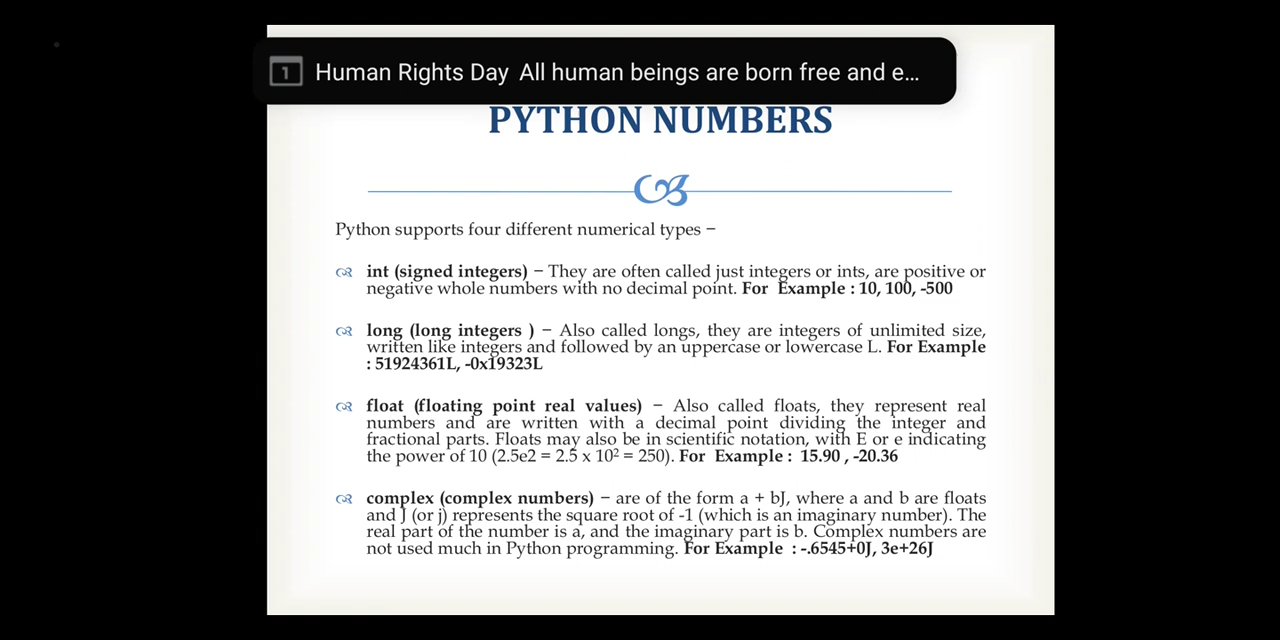 1
Human Rights Day All human beings are born free and e...
PYTHON NUMBERS
Python supports four different numerical types −
int (signed integers) − They are often called just integers or ints, are positive or
negative whole numbers with no decimal point. For Example : 10, 100, -500
long (long integers ) − Also called longs, they are integers of unlimited size,
written like integers and followed by an uppercase or lowercase L. For Example
: 51924361L, -0x19323L
float (floating point real values) − Also called floats, they represent real
numbers and are written with a decimal point dividing the integer and
fractional parts. Floats may also be in scientific notation, with E or e indicating
the power of 10 (2.5e2 = 2.5 x 10² = 250). For Example : 15.90 , -20.36
complex (complex numbers) − are of the form a + bJ, where a and b are floats
and J (or j) represents the square root of -1 (which is an imaginary number). The
real part of the number is a, and the imaginary part is b. Complex numbers are
not used much in Python programming. For Example : -.6545+0J, 3e+26J